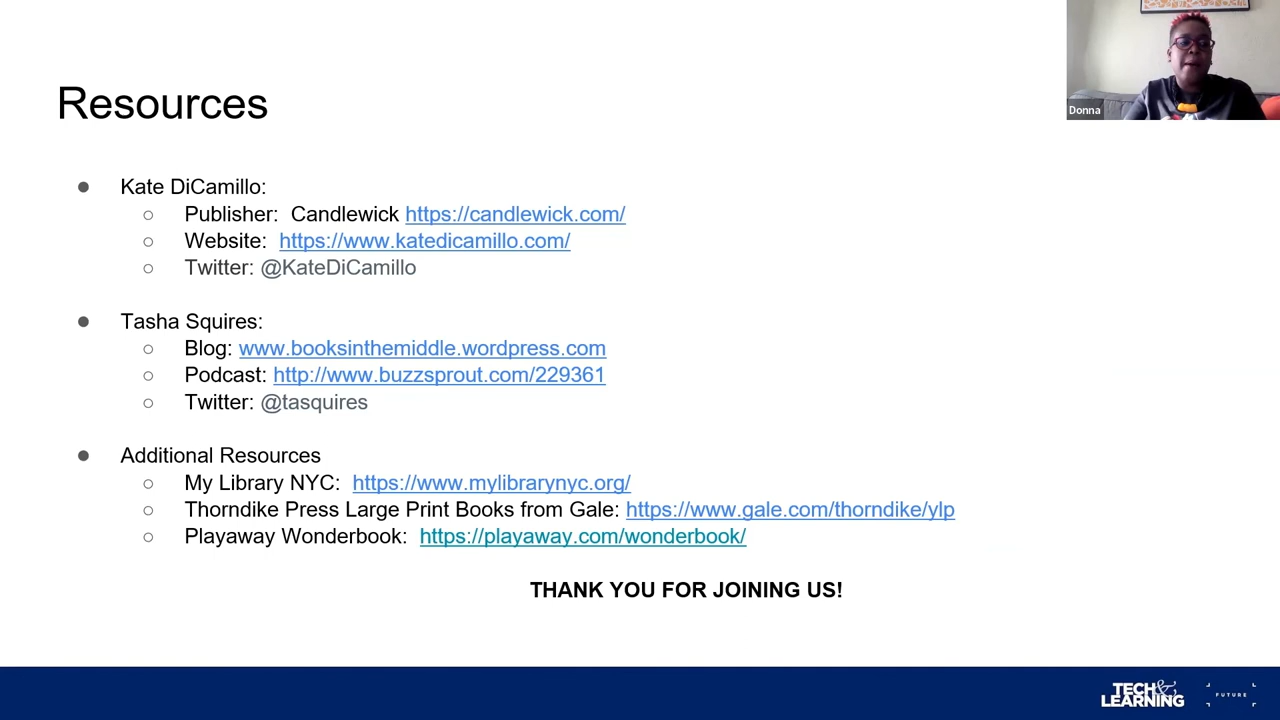 Donna
Resources
● Kate DiCamillo:
○ Publisher:  Candlewick https://candlewick.com/
○ Website:  https://www.katedicamillo.com/
○ Twitter: @KateDiCamillo
● Tasha Squires:
○ Blog: www.booksinthemiddle.wordpress.com
○ Podcast: http://www.buzzsprout.com/229361
○ Twitter: @tasquires
● Additional Resources
○ My Library NYC:  https://www.mylibrarynyc.org/
○ Thorndike Press Large Print Books from Gale: https://www.gale.com/thorndike/ylp
○ Playaway Wonderbook:  https://playaway.com/wonderbook/
THANK YOU FOR JOINING US!
TECH&
LEARNING
FUTURE